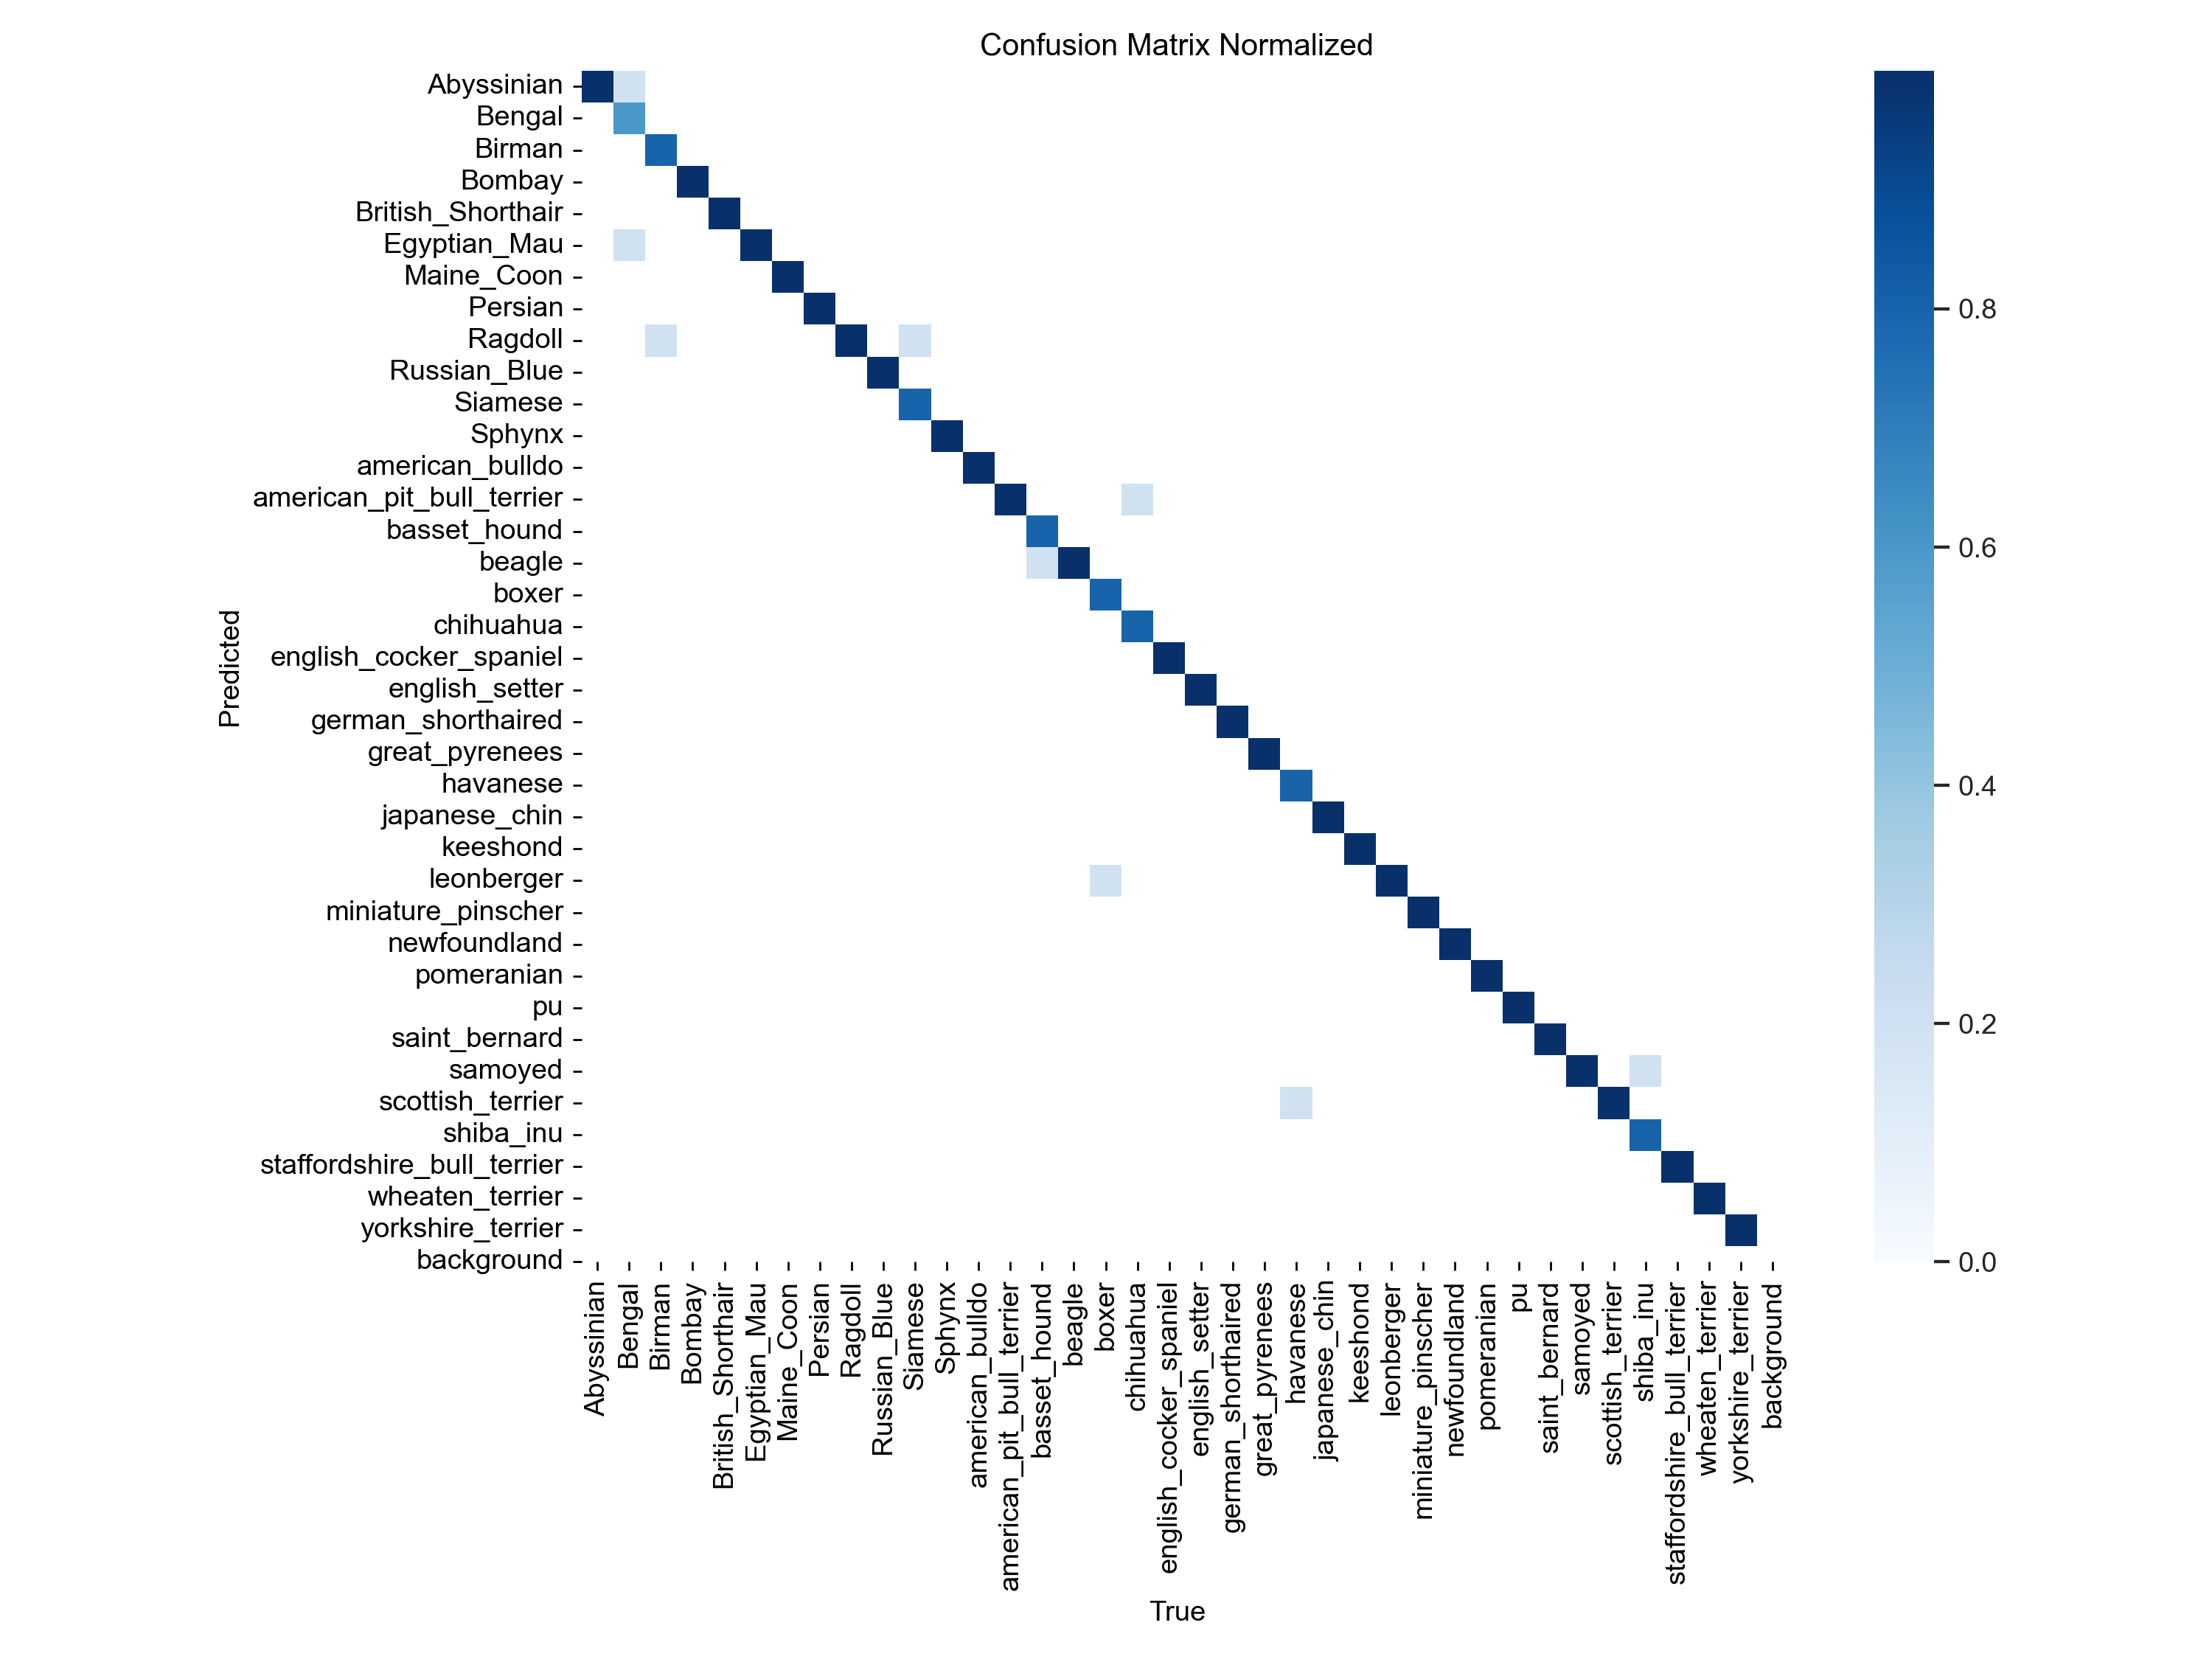 Confusion Matrix Normalized
Abyssinian
Bengal
Birman
Bombay
British_Shorthair
Egyptian_Mau
Maine_Coon
Persian
Ragdoll
Russian_Blue
Siamese
Sphynx
american_bulldo
american_pit_bull_terrier
basset_hound
beagle
boxer
chihuahua
english_cocker_spaniel
english_setter
german_shorthaired
great_pyrenees
havanese
japanese_chin
keeshond
leonberger
miniature_pinscher
newfoundland
pomeranian
pu
saint_bernard
samoyed
scottish_terrier
shiba_inu
staffordshire_bull_terrier
wheaten_terrier
yorkshire_terrier
background
Predicted
Abyssinian
Bengal
Birman
Bombay
British_Shorthair
Egyptian_Mau
Maine_Coon
Persian
Ragdoll
Russian_Blue
Siamese
Sphynx
american_bulldo
american_pit_bull_terrier
basset_hound
beagle
boxer
chihuahua
english_cocker_spaniel
english_setter
german_shorthaired
great_pyrenees
havanese
japanese_chin
keeshond
leonberger
miniature_pinscher
newfoundland
pomeranian
pu
saint_bernard
samoyed
scottish_terrier
shiba_inu
staffordshire_bull_terrier
wheaten_terrier
yorkshire_terrier
background
True
0.8
0.6
0.4
0.2
0.0